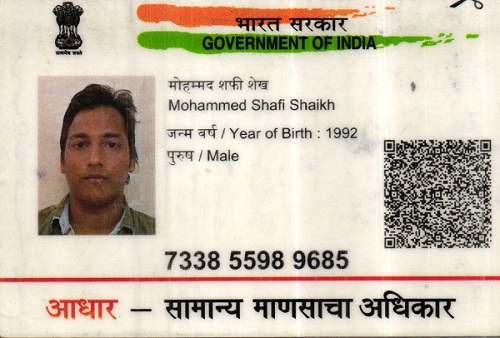 भारत सरकार
GOVERNMENT OF INDIA
मोहम्मद शफी शेख
Mohammed Shafi Shaikh
जन्म वर्ष / Year of Birth : 1992
पुरुष / Male
7338 5598 9685
आधार – सामान्य माणसाचा अधिकार